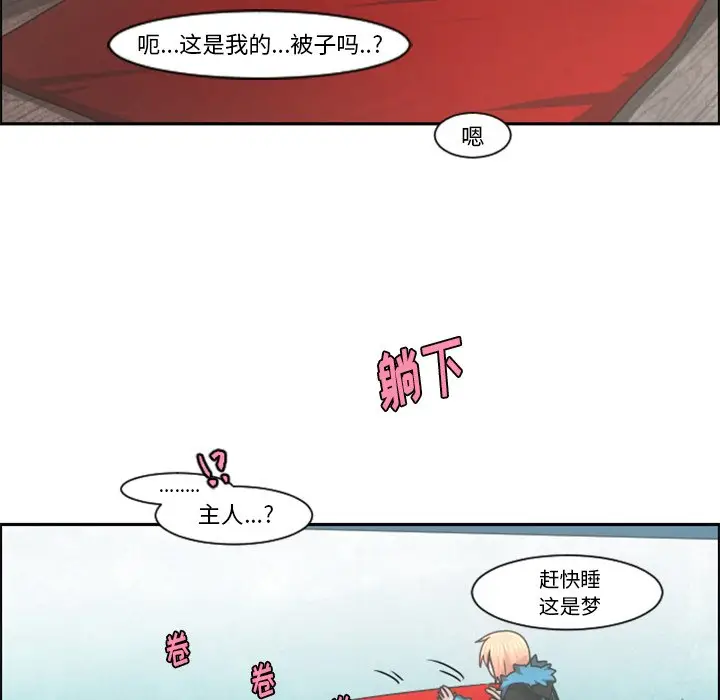 呃...这是我的...被子吗..?
嗯
躺下
!?
........
主人...?
赶快睡
这是梦
卷
卷
卷